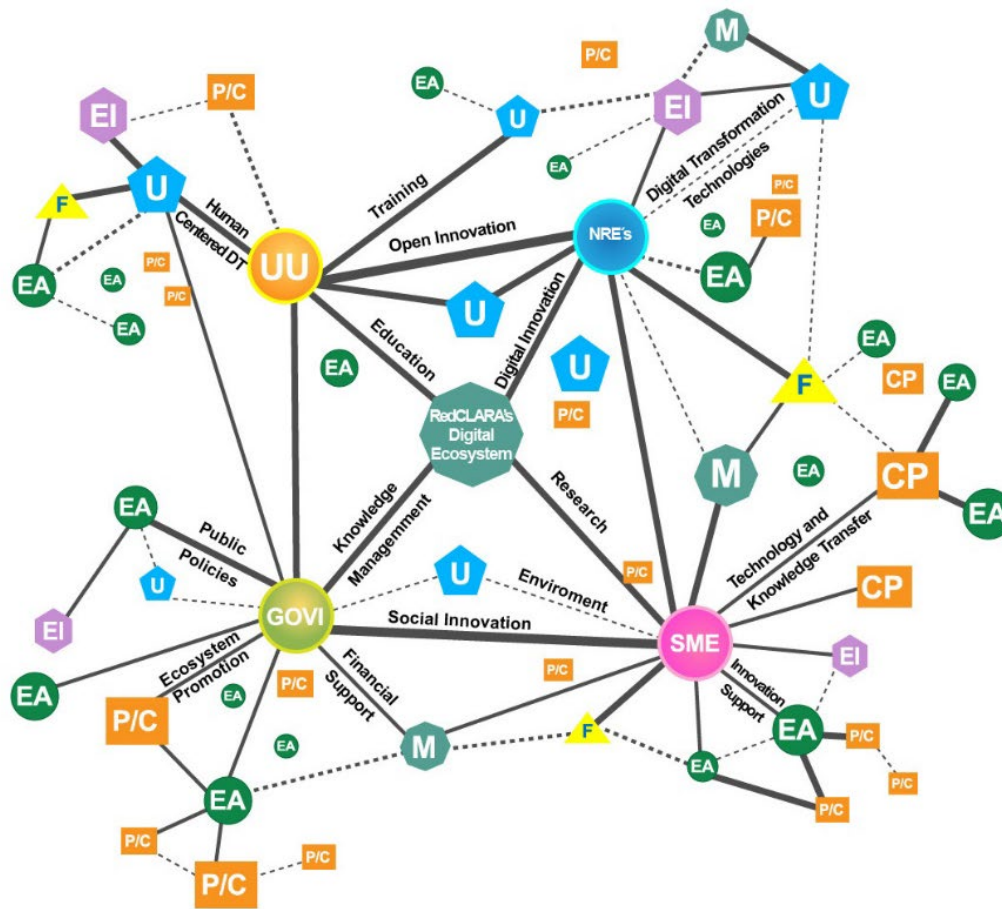 M
P/C
EA
P/C
EI
U
EI
U
Digital Transformation
Technologies
EA
P/C
U
Training
F
Human
Centered DT
P/C
EA
NRE´s
Open Innovation
UU
P/C
EA
EA
P/C
EA
P/C
EA
U
Digital Innovation
EA
Education
U
F
CP
EA
P/C
RedCLARA's
Digital
Ecosystem
M
EA
CP
EA
EA
Public
Policies
Knowledge
Managemment
Research
Technology and
Knowledge Transfer
U
U
P/C
CP
Enviroment
EI
GOVI
Social Innovation
SME
EI
EA
Ecosystem
Promotion
EA
P/C
Financial
Support
P/C
Innovation
Support
P/C
EA
M
F
EA
P/C
EA
P/C
EA
P/C
P/C
P/C
P/C